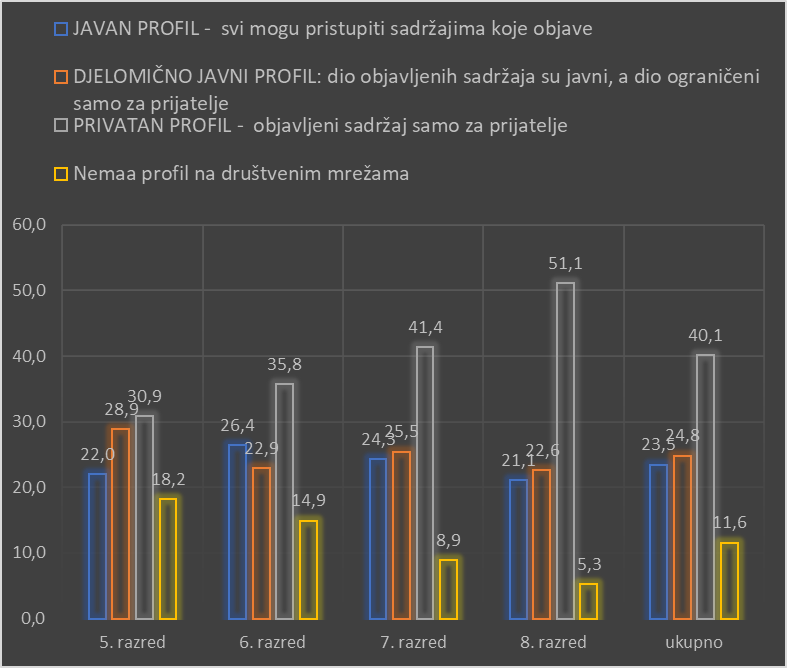 JAVAN PROFIL - svi mogu pristupiti sadržajima koje objave
DJELOMIČNO JAVNI PROFIL: dio objavljenih sadržaja su javni, a dio ograničeni
samo za prijatelje
PRIVATAN PROFIL - objavljeni sadržaj samo za prijatelje
Nemaa profil na društvenim mrežama
60,0
50,0
40,0
30,0
20,0
10,0
0,0
22,0 28,9 30,9 18,2
26,4 22,9 35,8 14,9
24,3 25,5 41,4 8,9
21,1 22,6 51,1 5,3
23,5 24,8 40,1 11,6
5. razred 6. razred 7. razred 8. razred ukupno